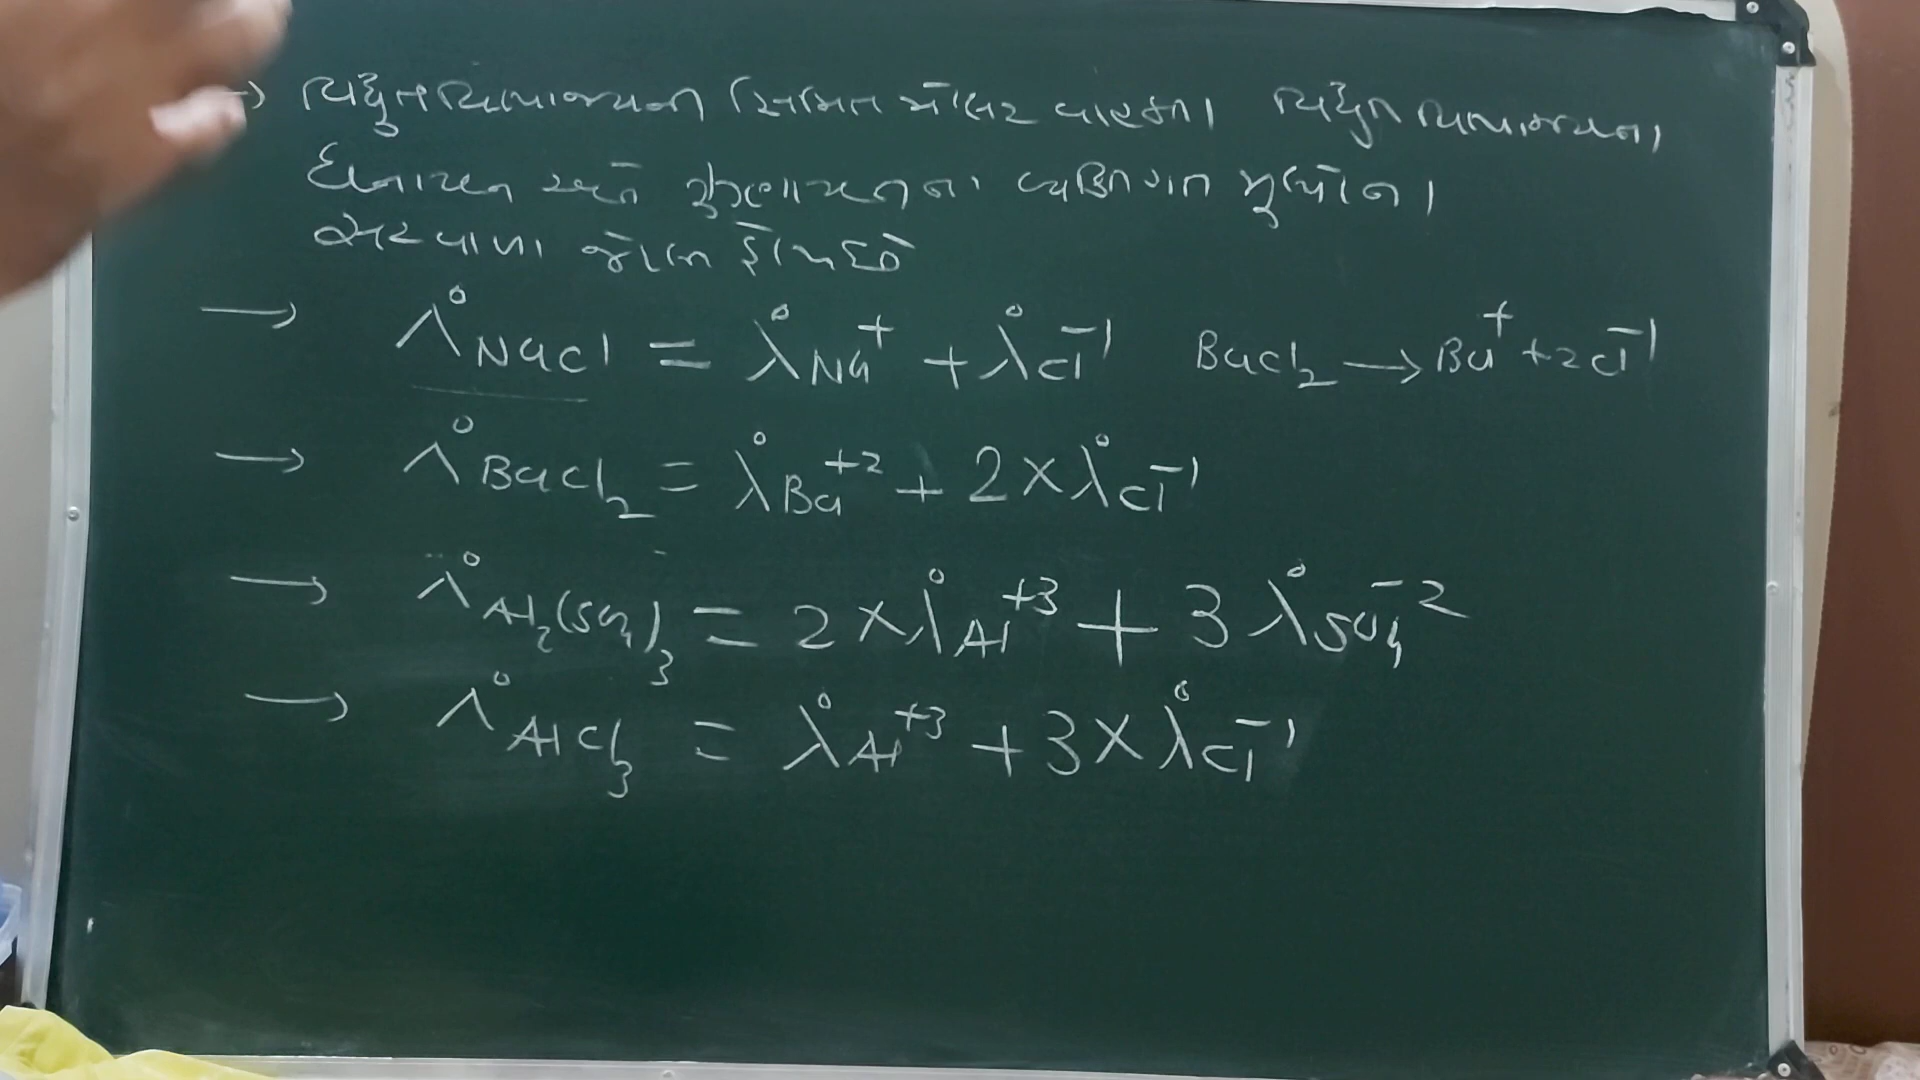 → વિદ્યુતવિભાજ્યની સિમિત મોલર વાહકતા વિદ્યુતવિભાજ્યના
ધનાયન અને ઋણાયનના વ્યક્તિગત મૂલ્યોના
સરવાળા જેટલી હોય છે
→ Λ°NaCl = λ°Na⁺ + λ°Cl⁻¹ BaCl₂ → Ba⁺ + 2Cl⁻¹
→ Λ°BaCl₂ = λ°Ba⁺² + 2×λ°Cl⁻¹
→ Λ°Al₂(SO₄)₃ = 2×λ°Al⁺³ + 3λ°SO₄⁻²
→ Λ°AlCl₃ = λ°Al⁺³ + 3×λ°Cl⁻¹